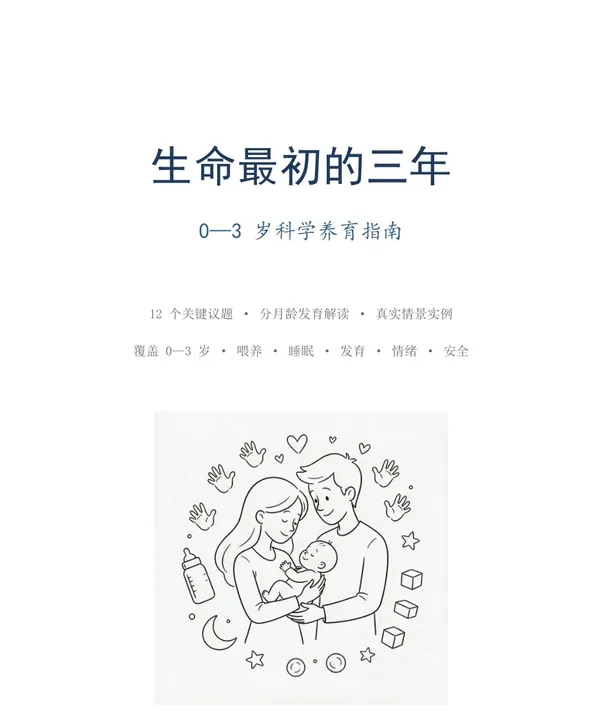 生命最初的三年
0—3 岁科学养育指南
12 个关键议题 • 分月龄发育解读 • 真实情景实例
覆盖 0—3 岁 • 喂养 • 睡眠 • 发育 • 情绪 • 安全